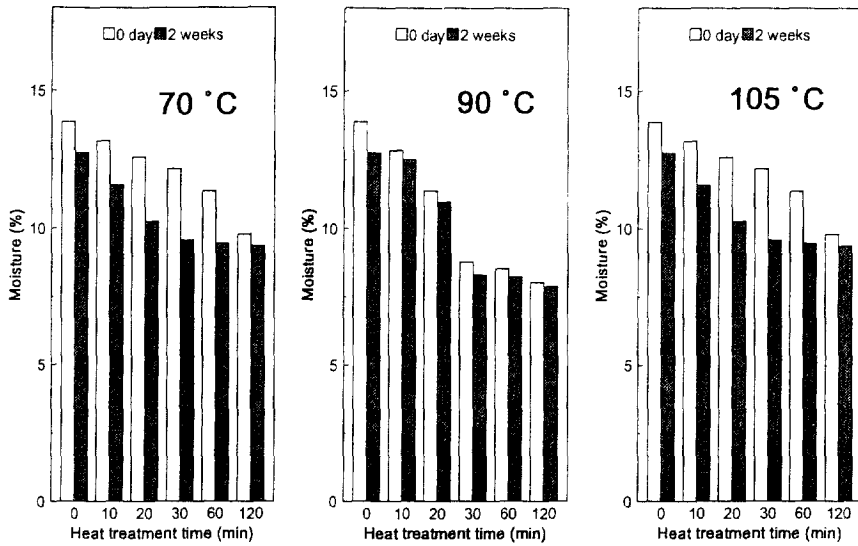 0 day 2 weeks
70 °C
15
10
5
0
Moisture (%)
0 10 20 30 60 120
Heat treatment time (min)
0 day 2 weeks
90 °C
15
10
5
0
Moisture (%)
0 10 20 30 60 120
Heat treatment time (min)
0 day 2 weeks
105 °C
15
10
5
0
Moisture (%)
0 10 20 30 60 120
Heat treatment time (min)